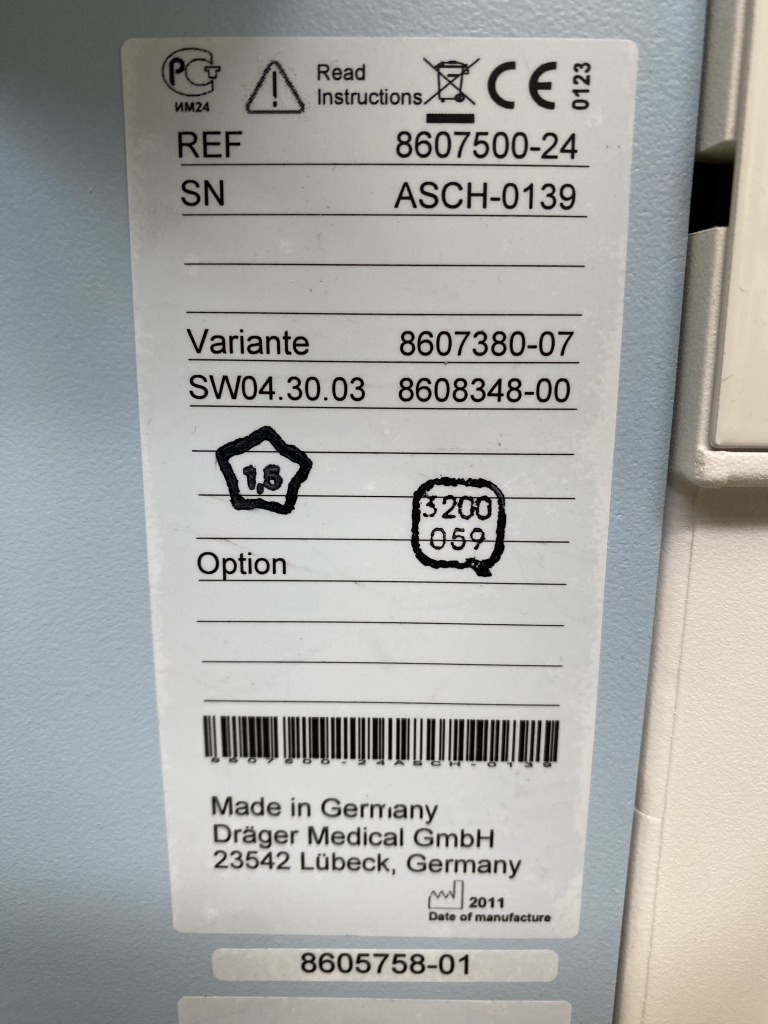 РСТ
ИМ24
Read
Instructions
CE 0123
REF 8607500-24
SN ASCH-0139
Variante 8607380-07
SW04.30.03 8608348-00
1,5
3200
059
Option
8607500-24ASCH-0139
Made in Germany
Dräger Medical GmbH
23542 Lübeck, Germany
2011
Date of manufacture
8605758-01